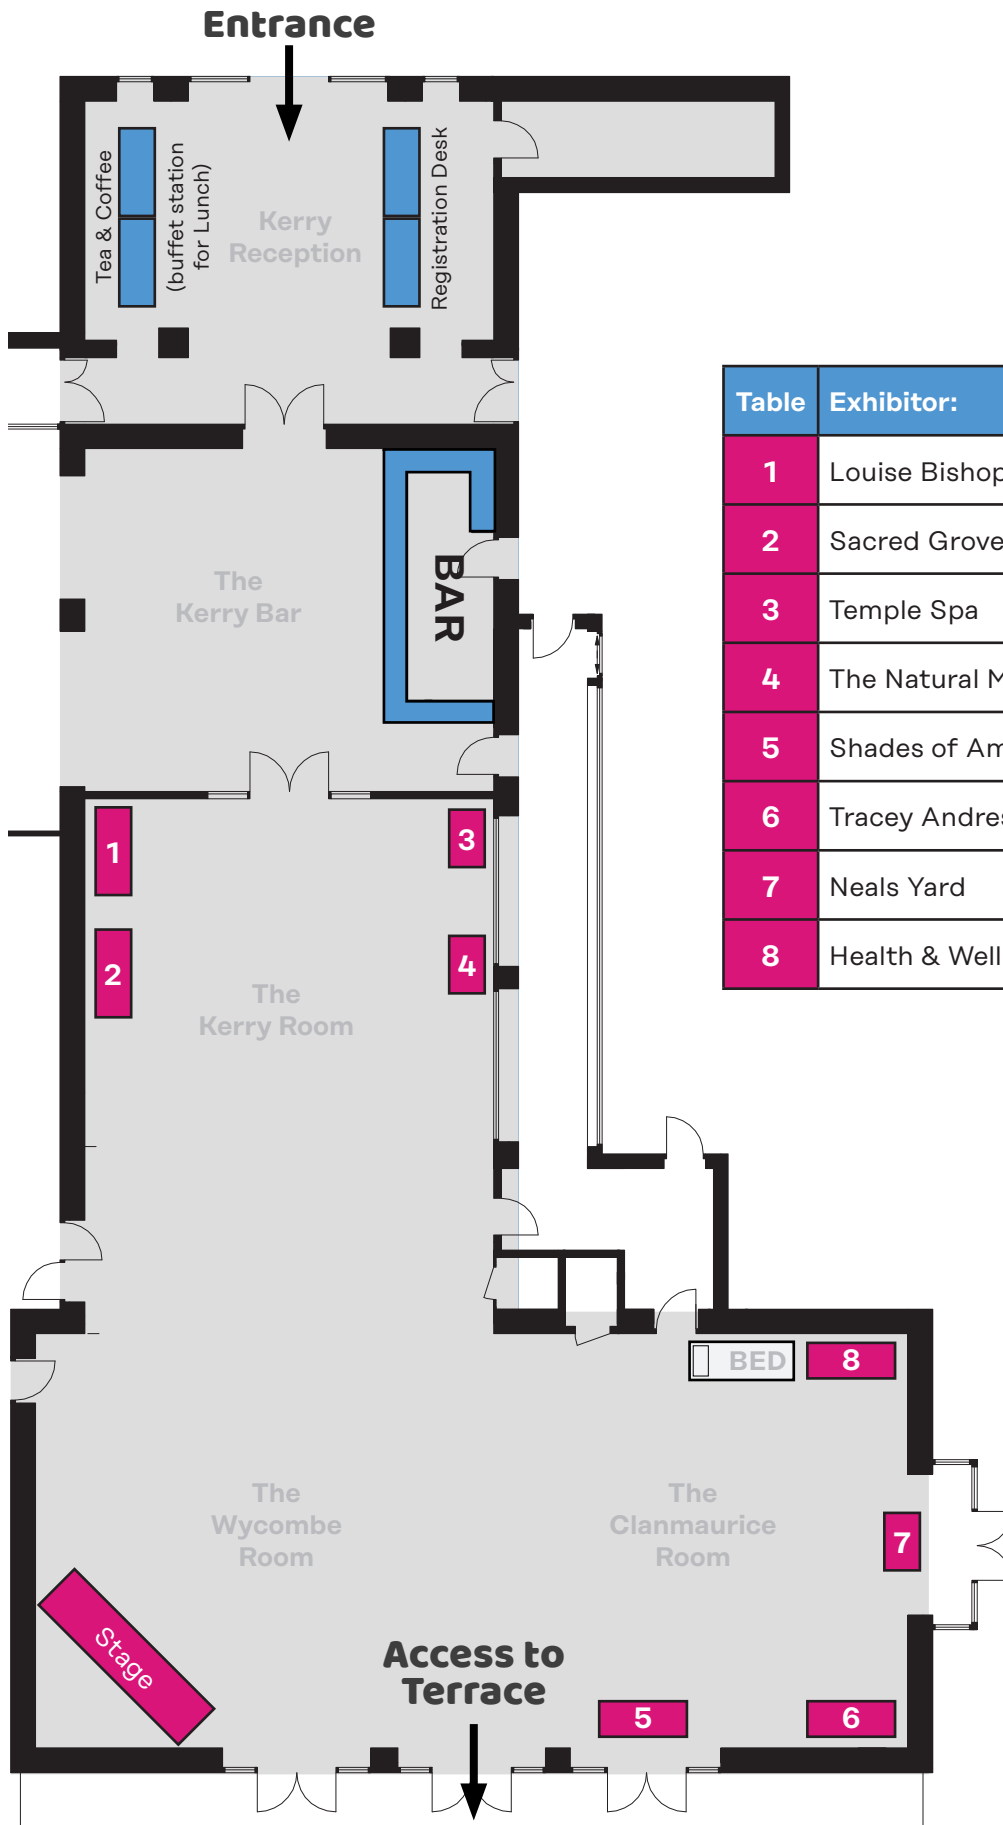 Entrance
Tea & Coffee
(buffet station
for Lunch)
Kerry
Reception
Registration Desk
Table Exhibitor:
1 Louise Bishop
2 Sacred Grove
3 Temple Spa
4 The Natural M
5 Shades of Am
6 Tracey Andres
7 Neals Yard
8 Health & Well
The
Kerry Bar
BAR
1
2
3
4
The
Kerry Room
BED
8
The
Wycombe
Room
The
Clanmaurice
Room
7
Stage
Access to
Terrace
5
6